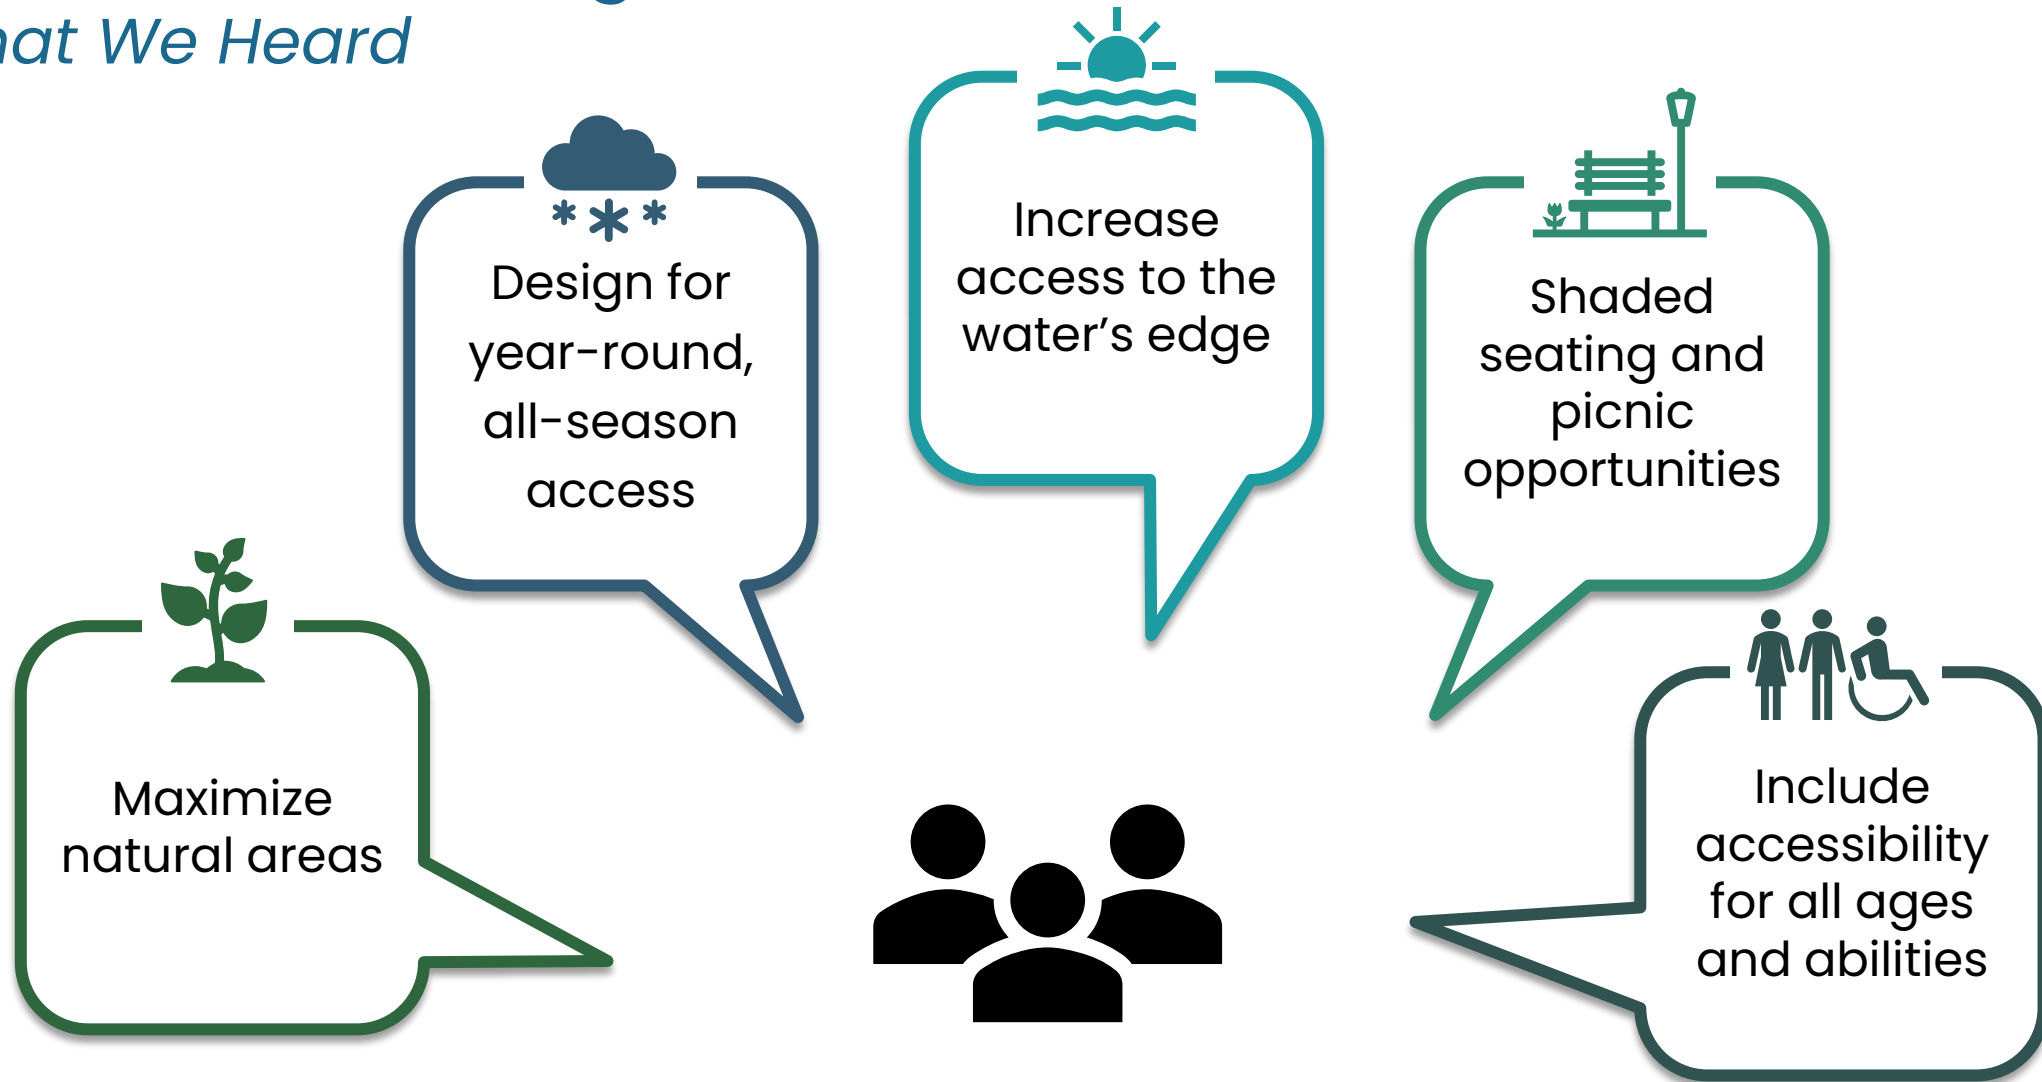 What We Heard
Design for
year-round,
all-season
access
Increase
access to the
water's edge
Shaded
seating and
picnic
opportunities
Maximize
natural areas
Include
accessibility
for all ages
and abilities